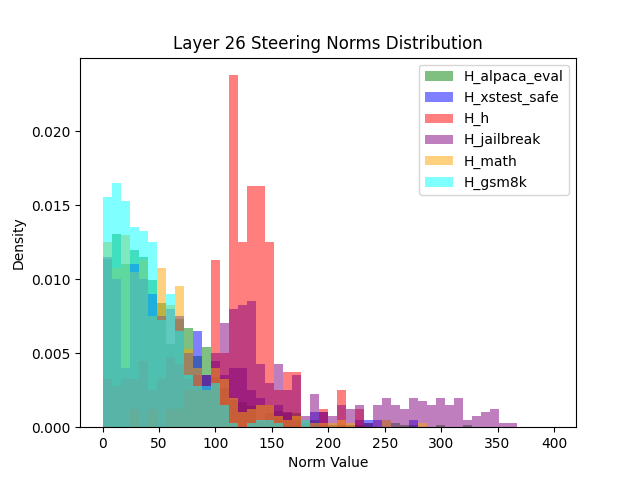 Layer 26 Steering Norms Distribution
H_alpaca_eval
H_xstest_safe
H_h
H_jailbreak
H_math
H_gsm8k
Density
0.020
0.015
0.010
0.005
0.000
0
50
100
150
200
250
300
350
400
Norm Value